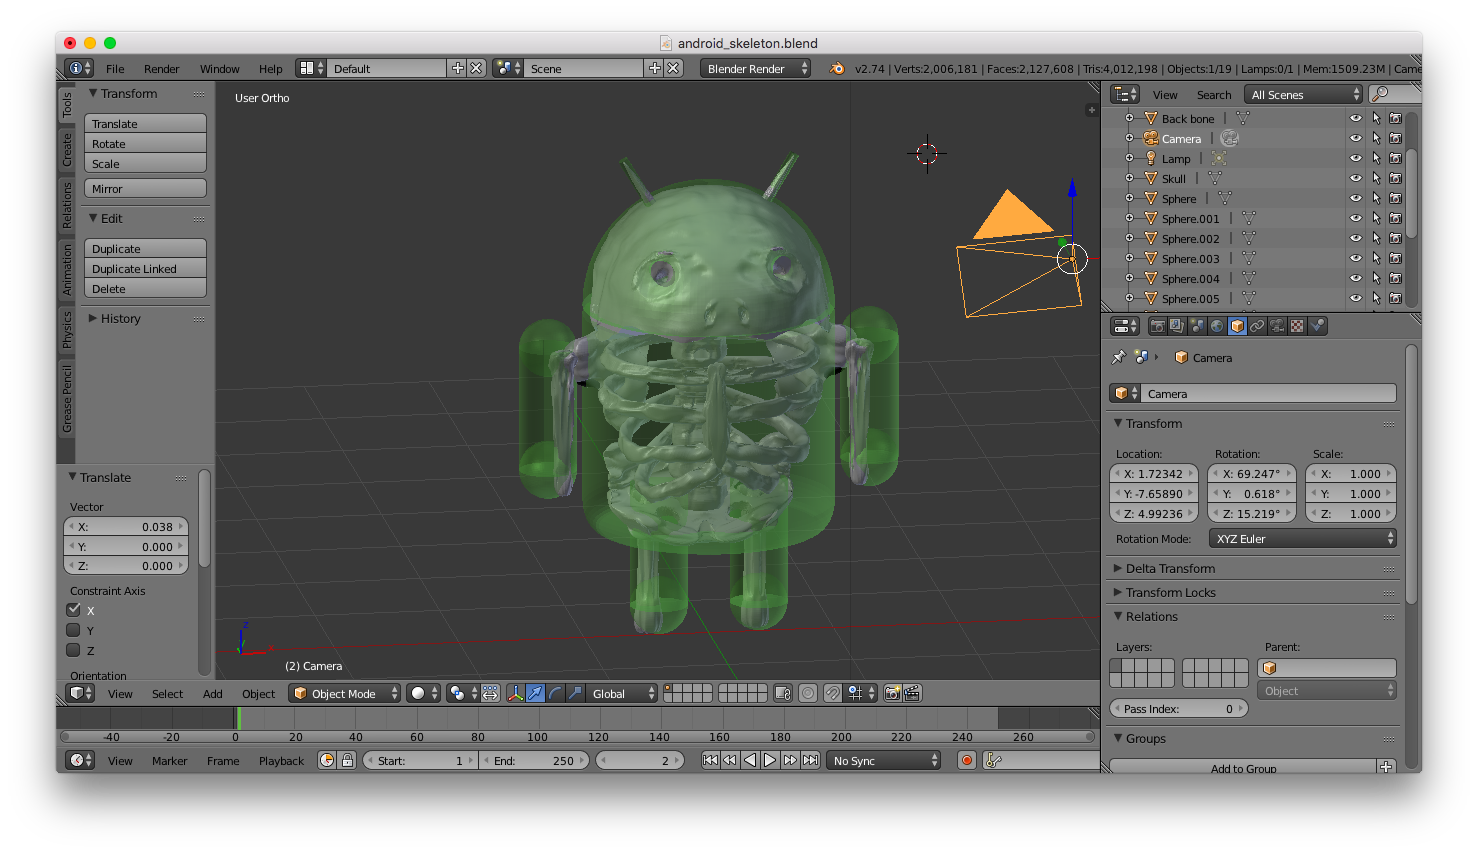 android_skeleton.blend
File Render Window Help Default Scene Blender Render v2.74 | Verts:2,006,181 | Faces:2,127,608 | Tris:4,012,198 | Objects:1/19 | Lamps:0/1 | Mem:1509.23M | Came
Tools
Create
Relations
Animation
Physics
Grease Pencil
Transform
Translate
Rotate
Scale
Mirror
Edit
Duplicate
Duplicate Linked
Delete
History
Translate
Vector
X: 0.038
Y: 0.000
Z: 0.000
Constraint Axis
X
Y
Z
Orientation
User Ortho
z
x
(2) Camera
View Select Add Object Object Mode Global
-40 -20 0 20 40 60 80 100 120 140 160 180 200 220 240 260
View Marker Frame Playback Start: 1 End: 250 2 No Sync
View Search All Scenes
Back bone
Camera
Lamp
Skull
Sphere
Sphere.001
Sphere.002
Sphere.003
Sphere.004
Sphere.005
Camera
Camera
Transform
Location: Rotation: Scale:
X: 1.72342 X: 69.247° X: 1.000
Y: -7.65890 Y: 0.618° Y: 1.000
Z: 4.99236 Z: 15.219° Z: 1.000
Rotation Mode: XYZ Euler
Delta Transform
Transform Locks
Relations
Layers: Parent:
Object
Pass Index: 0
Groups
Add to Group